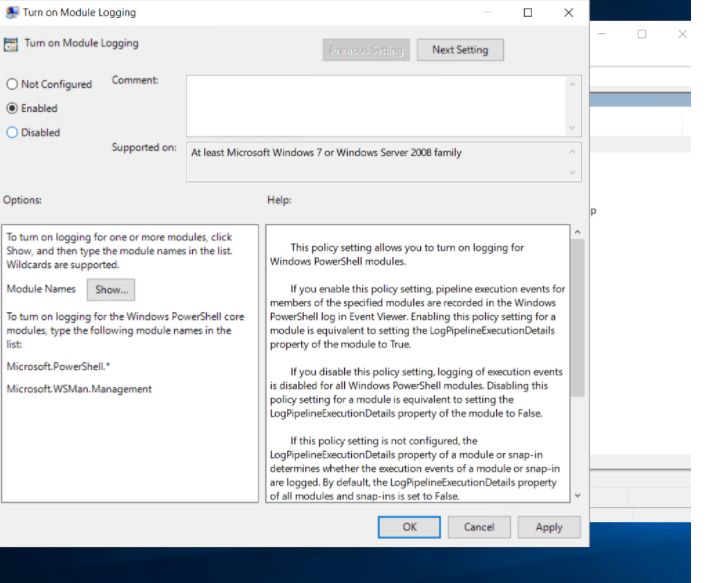 Turn on Module Logging
Turn on Module Logging
Previous Setting
Next Setting
Not Configured
Comment:
Enabled
Disabled
Supported on:
At least Microsoft Windows 7 or Windows Server 2008 family
Options:
Help:
To turn on logging for one or more modules, click
Show, and then type the module names in the list.
Wildcards are supported.
Module Names
Show...
To turn on logging for the Windows PowerShell core
modules, type the following module names in the
list:
Microsoft.PowerShell.*
Microsoft.WSMan.Management
This policy setting allows you to turn on logging for
Windows PowerShell modules.
If you enable this policy setting, pipeline execution events for
members of the specified modules are recorded in the Windows
PowerShell log in Event Viewer. Enabling this policy setting for a
module is equivalent to setting the LogPipelineExecutionDetails
property of the module to True.
If you disable this policy setting, logging of execution events
is disabled for all Windows PowerShell modules. Disabling this
policy setting for a module is equivalent to setting the
LogPipelineExecutionDetails property of the module to False.
If this policy setting is not configured, the
LogPipelineExecutionDetails property of a module or snap-in
determines whether the execution events of a module or snap-in
are logged. By default, the LogPipelineExecutionDetails property
of all modules and snap-ins is set to False.
OK
Cancel
Apply
p